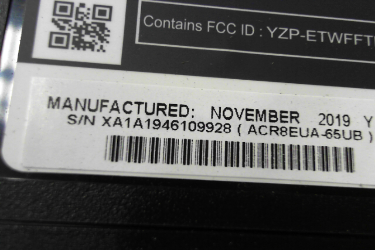 Contains FCC ID : YZP-ETWFFT
MANUFACTURED: NOVEMBER 2019 Y
S/N XA1A1946109928 ( ACR8EUA-65UB )